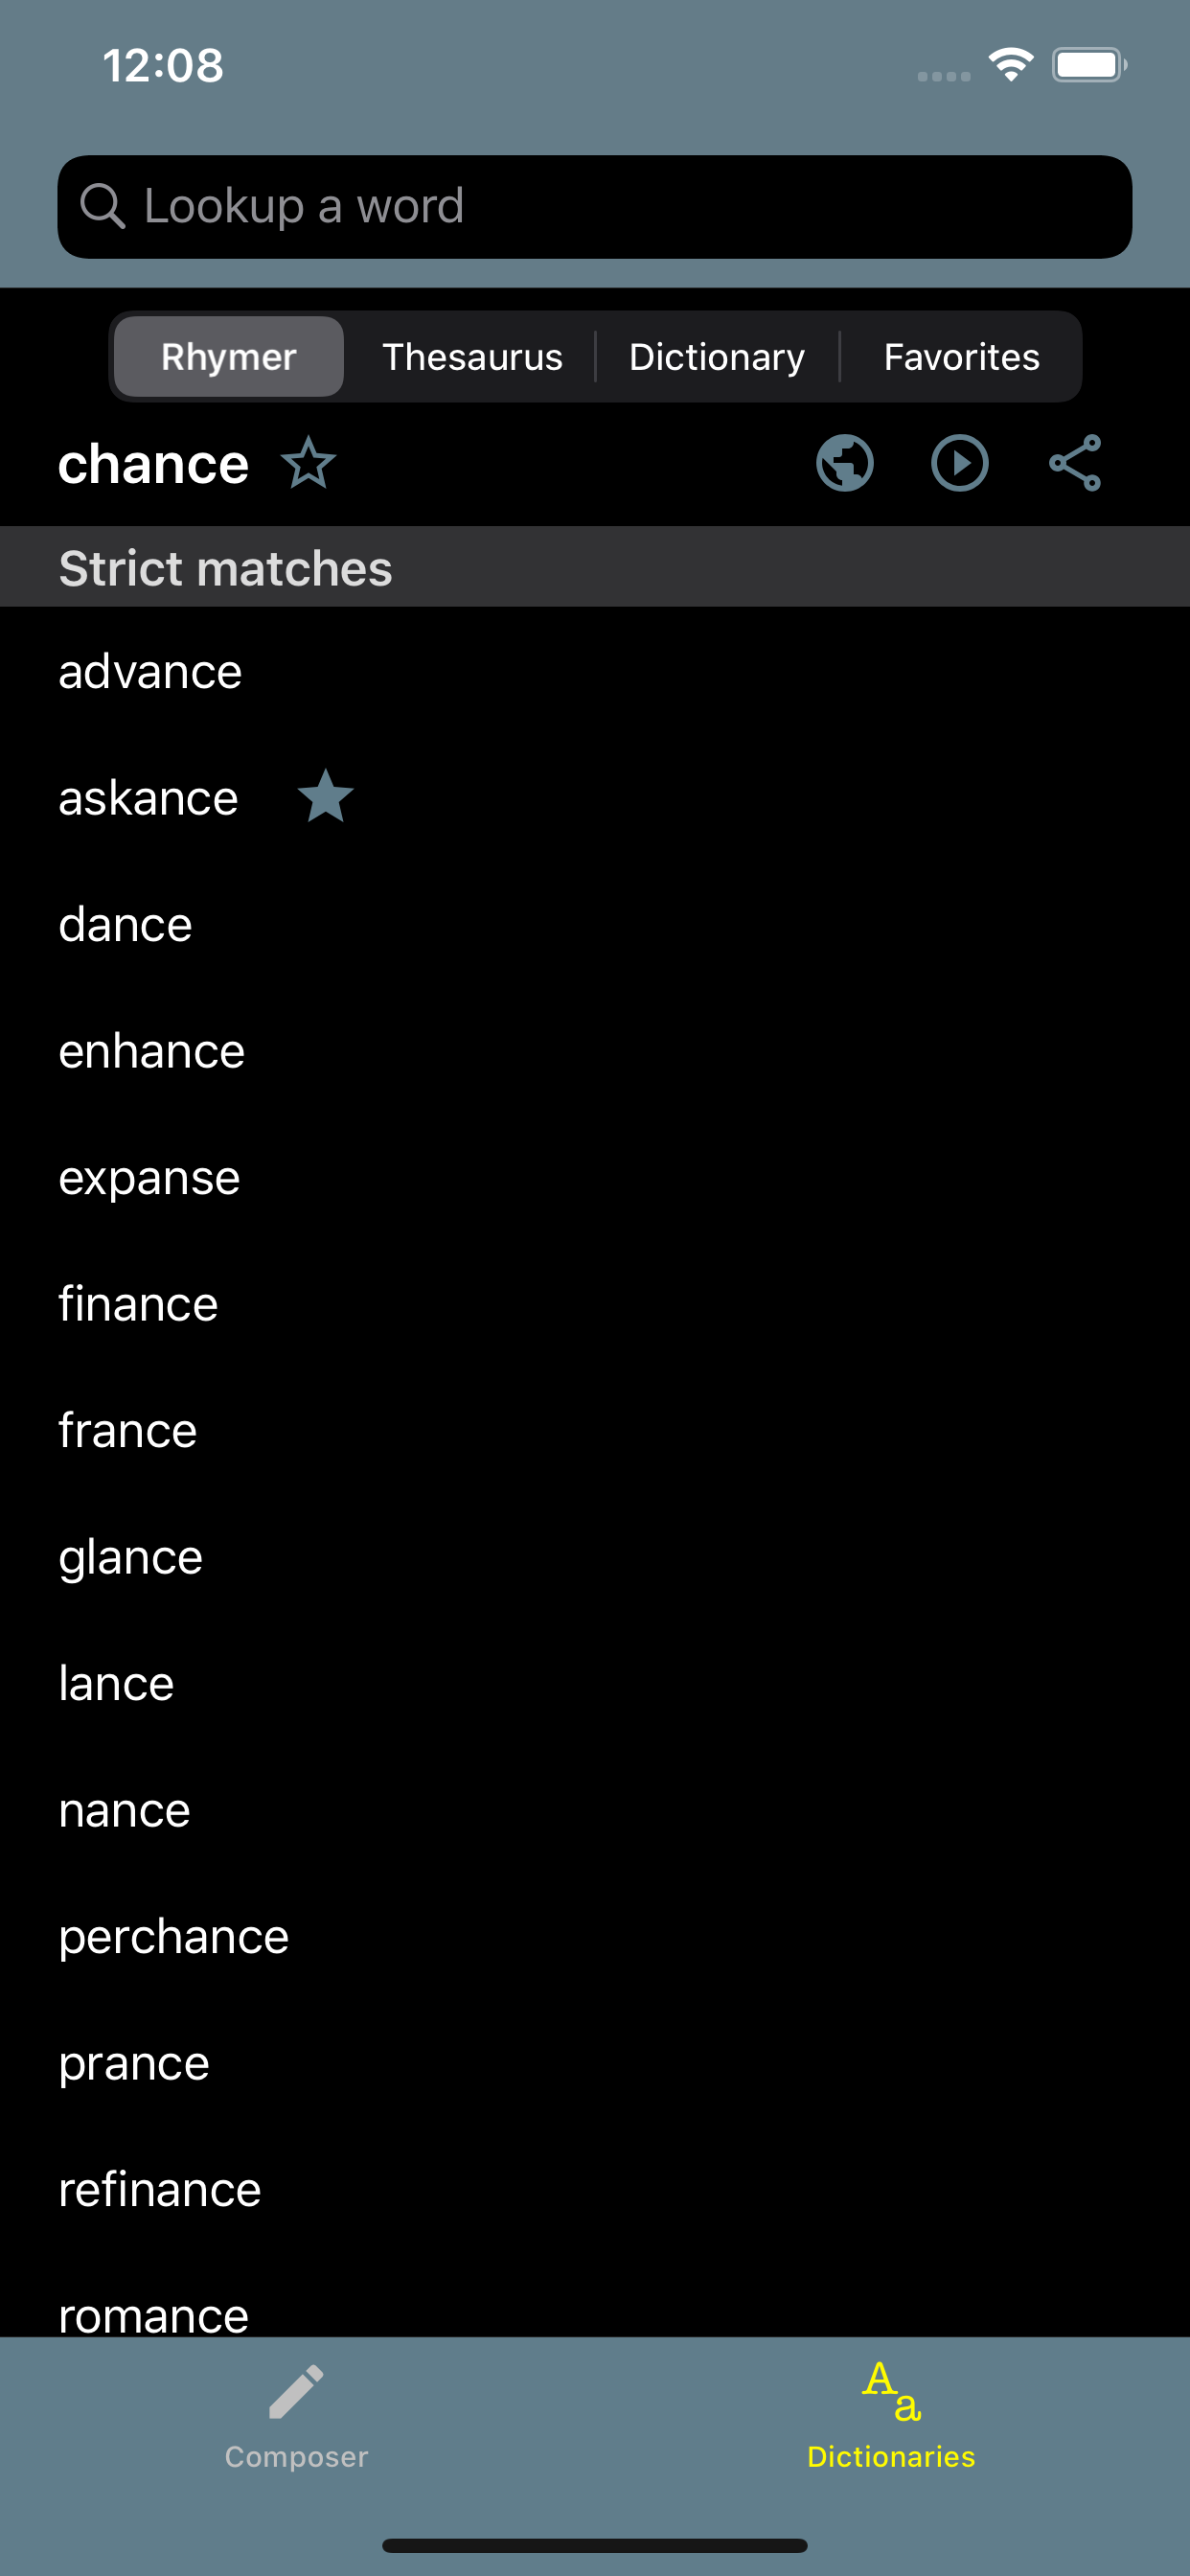 12:08
Lookup a word
Rhymer Thesaurus Dictionary Favorites
chance
Strict matches
advance
askance
dance
enhance
expanse
finance
france
glance
lance
nance
perchance
prance
refinance
romance
Composer Dictionaries